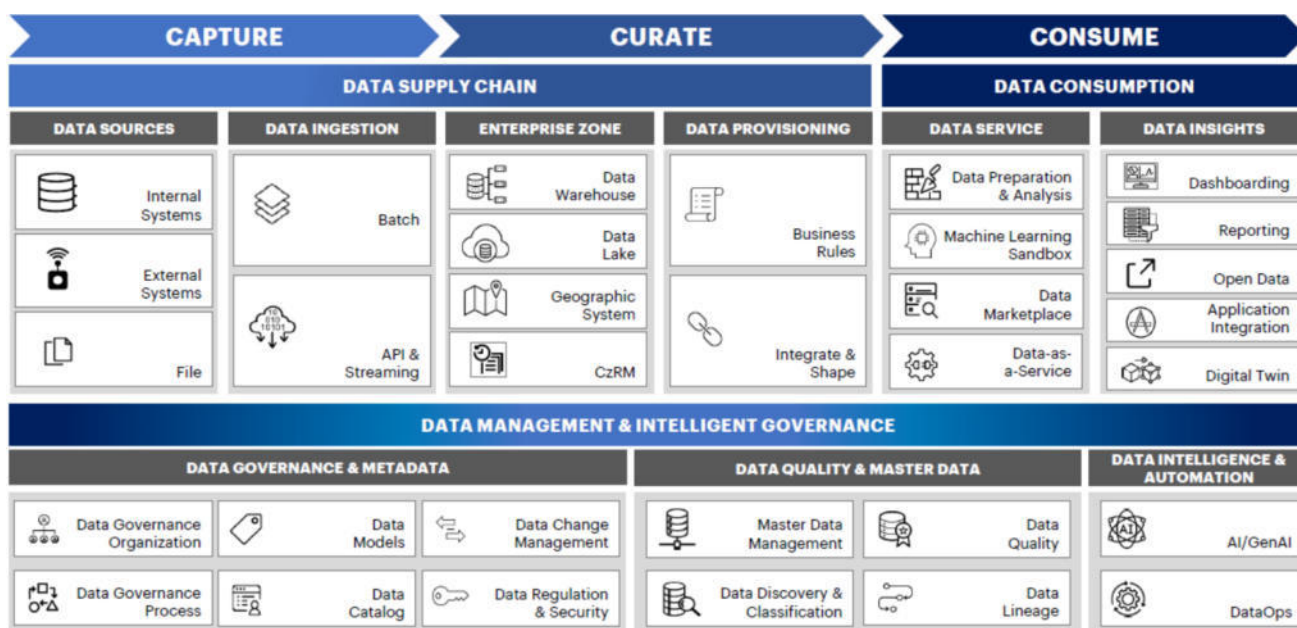 CAPTURE
CURATE
CONSUME
DATA SUPPLY CHAIN
DATA CONSUMPTION
DATA SOURCES
DATA INGESTION
ENTERPRISE ZONE
DATA PROVISIONING
DATA SERVICE
DATA INSIGHTS
Internal
Systems
External
Systems
File
Batch
10
010
10101
API &
Streaming
Data
Warehouse
Data
Lake
Geographic
System
CzRM
Business
Rules
Integrate &
Shape
Data Preparation
& Analysis
Machine Learning
Sandbox
Data
Marketplace
Data-as-
a-Service
Dashboarding
Reporting
Open Data
Application
Integration
Digital Twin
DATA MANAGEMENT & INTELLIGENT GOVERNANCE
DATA GOVERNANCE & METADATA
DATA QUALITY & MASTER DATA
DATA INTELLIGENCE &
AUTOMATION
Data Governance
Organization
Data
Models
Data Change
Management
Data Governance
Process
Data
Catalog
Data Regulation
& Security
Master Data
Management
Data
Quality
Data Discovery &
Classification
Data
Lineage
AI
AI/GenAI
DataOps